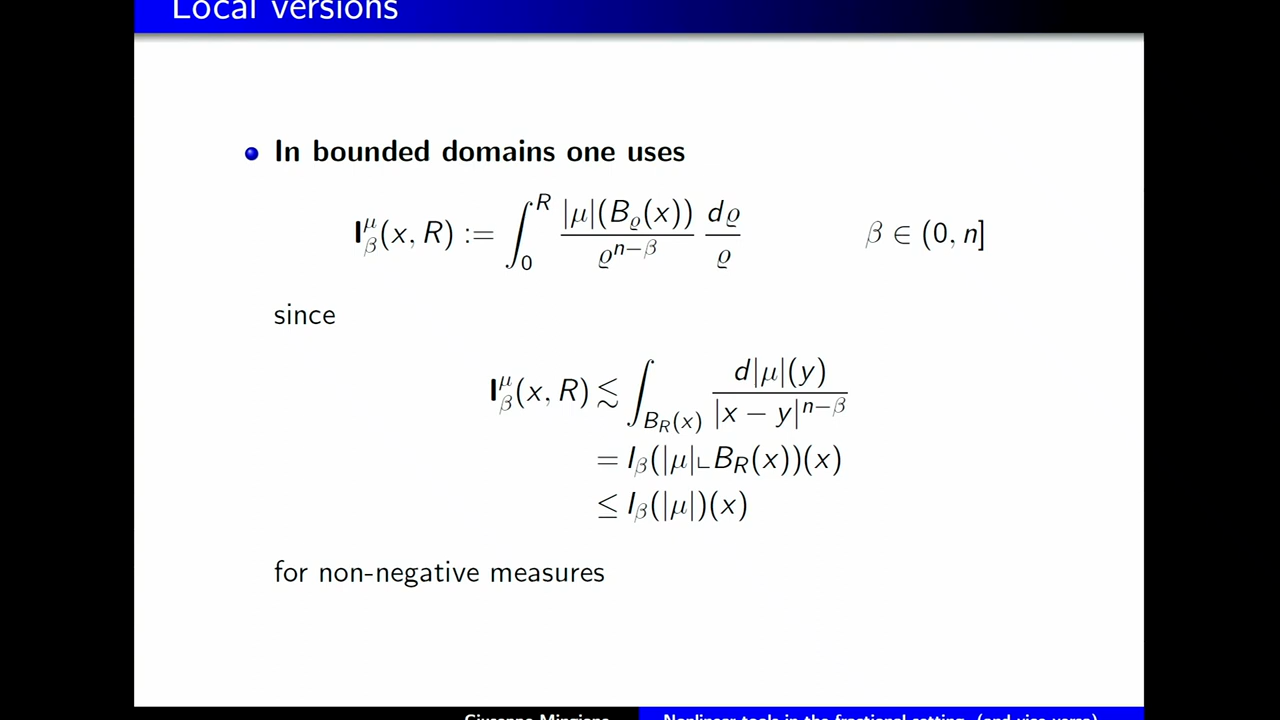 Local versions
In bounded domains one uses
𝐈^μ_β(x, R) := ∫_0^R |μ|(B_ϱ(x)) / ϱ^{n−β} dϱ/ϱ    β ∈ (0, n]
since
𝐈^μ_β(x, R) ≲ ∫_{B_R(x)} d|μ|(y) / |x − y|^{n−β}
= I_β(|μ|⌞B_R(x))(x)
≤ I_β(|μ|)(x)
for non-negative measures
Giuseppe Mingione    Nonlinear tools in the fractional setting (and vice versa)